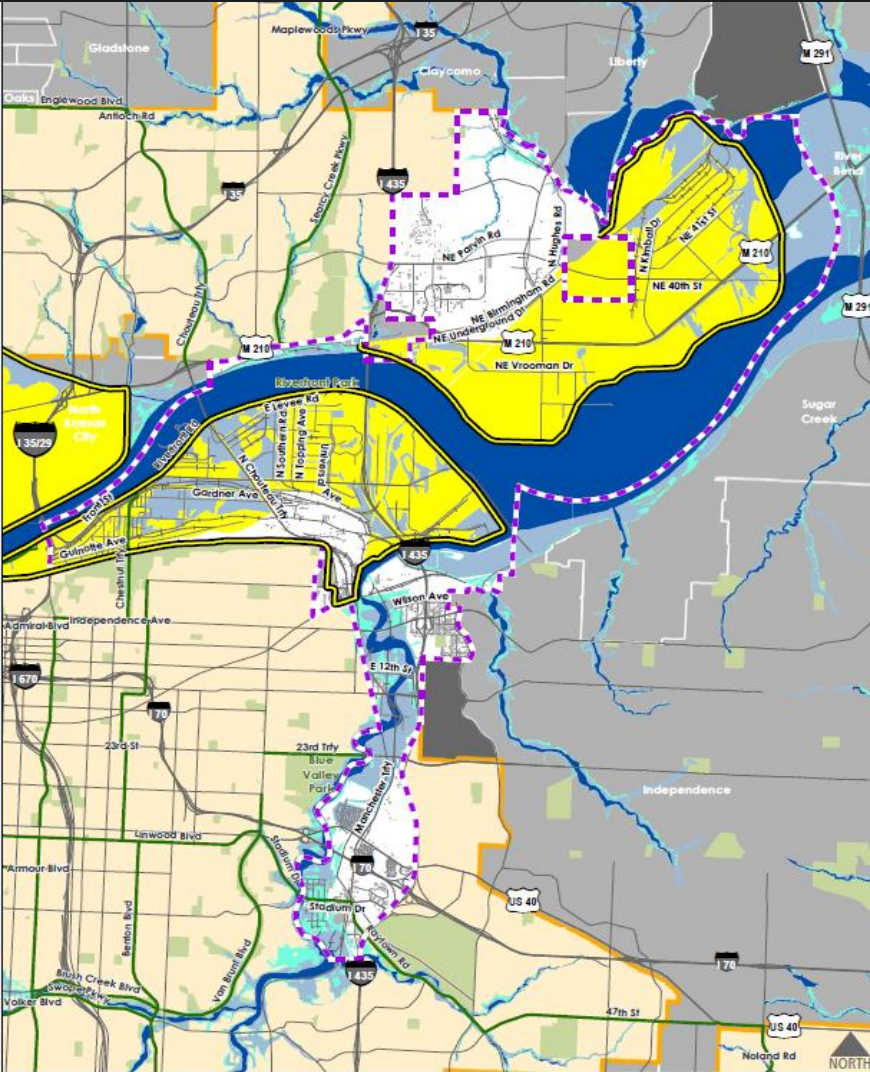 Maplewoods Pkwy
I 35
Gladstone
Claycomo
Liberty
M 291
Oaks
Englewood Blvd
Antioch Rd
Searcy Creek Pkwy
I 35
I 435
River
Bend
N Hughes Rd
N Kimball Dr
NE 41st St
NE Parvin Rd
M 210
NE 40th St
NE Birmingham Rd
NE Underground Dr
Chouteau Trfy
M 210
M 210
M 291
NE Vrooman Dr
Riverfront Park
E Levee Rd
North
Kansas
City
Sugar
Creek
I 35/29
Riverfront Rd
N Southern Rd
N Topping Ave
Universal Ave
N Chouteau Trfy
Gardner Ave
Front St
Guinotte Ave
I 435
Chestnut Trfy
Wilson Ave
Independence Ave
Admiral Blvd
E 12th St
I 670
I 70
23rd St
23rd Trfy
Blue
Valley
Park
Manchester Trfy
Independence
Linwood Blvd
Stadium Dr
Armour Blvd
I 70
US 40
Stadium Dr
Benton Blvd
Van Brunt Blvd
Raytown Rd
I 70
I 435
Brush Creek Blvd
Swope Pkwy
Volker Blvd
47th St
US 40
Noland Rd
NORTH